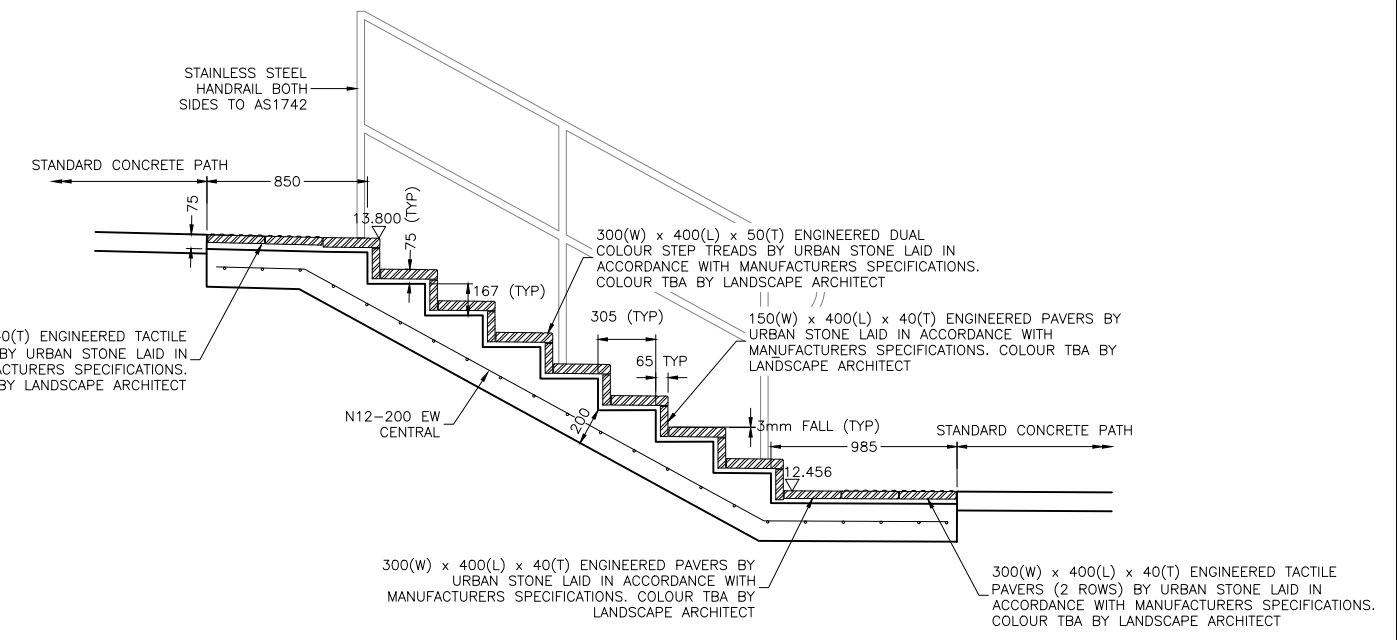 STAINLESS STEEL
HANDRAIL BOTH
SIDES TO AS1742
STANDARD CONCRETE PATH
850
75
13.800
75 (TYP)
300(W) x 400(L) x 50(T) ENGINEERED DUAL
COLOUR STEP TREADS BY URBAN STONE LAID IN
ACCORDANCE WITH MANUFACTURERS SPECIFICATIONS.
COLOUR TBA BY LANDSCAPE ARCHITECT
167 (TYP)
305 (TYP)
150(W) x 400(L) x 40(T) ENGINEERED PAVERS BY
URBAN STONE LAID IN ACCORDANCE WITH
MANUFACTURERS SPECIFICATIONS. COLOUR TBA BY
LANDSCAPE ARCHITECT
65 TYP
0(T) ENGINEERED TACTILE
BY URBAN STONE LAID IN
ACTURERS SPECIFICATIONS.
BY LANDSCAPE ARCHITECT
N12-200 EW
CENTRAL
200
3mm FALL (TYP)
985
STANDARD CONCRETE PATH
12.456
300(W) x 400(L) x 40(T) ENGINEERED PAVERS BY
URBAN STONE LAID IN ACCORDANCE WITH
MANUFACTURERS SPECIFICATIONS. COLOUR TBA BY
LANDSCAPE ARCHITECT
300(W) x 400(L) x 40(T) ENGINEERED TACTILE
PAVERS (2 ROWS) BY URBAN STONE LAID IN
ACCORDANCE WITH MANUFACTURERS SPECIFICATIONS.
COLOUR TBA BY LANDSCAPE ARCHITECT